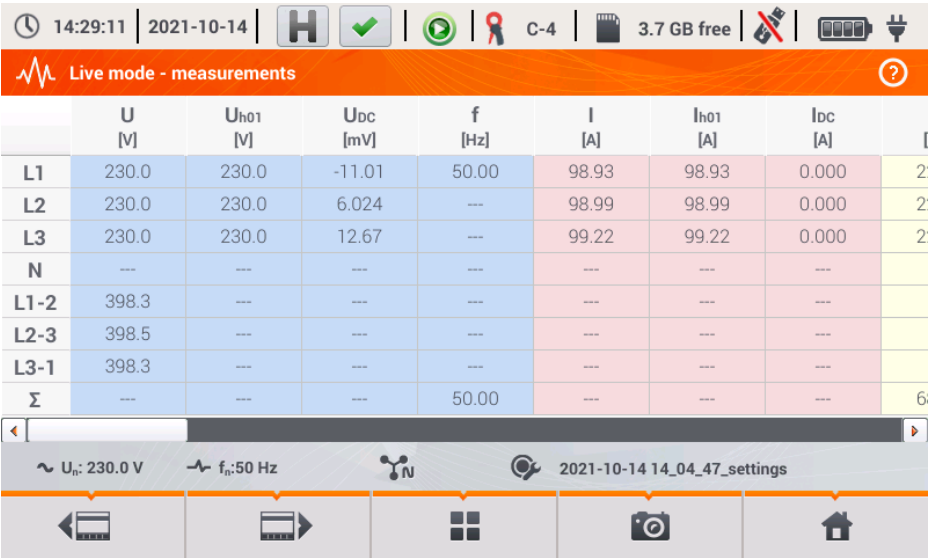 14:29:11 2021-10-14 H C-4 3.7 GB free
Live mode - measurements ?
U Uh01 UDC f I Ih01 IDC
[V] [V] [mV] [Hz] [A] [A] [A] [
L1 230.0 230.0 -11.01 50.00 98.93 98.93 0.000 2
L2 230.0 230.0 6.024 --- 98.99 98.99 0.000 2
L3 230.0 230.0 12.67 --- 99.22 99.22 0.000 2
N --- --- --- --- --- --- ---
L1-2 398.3 --- --- --- --- --- ---
L2-3 398.5 --- --- --- --- --- ---
L3-1 398.3 --- --- --- --- --- ---
Σ --- --- --- 50.00 --- --- --- 6
Un: 230.0 V fn:50 Hz N 2021-10-14 14_04_47_settings